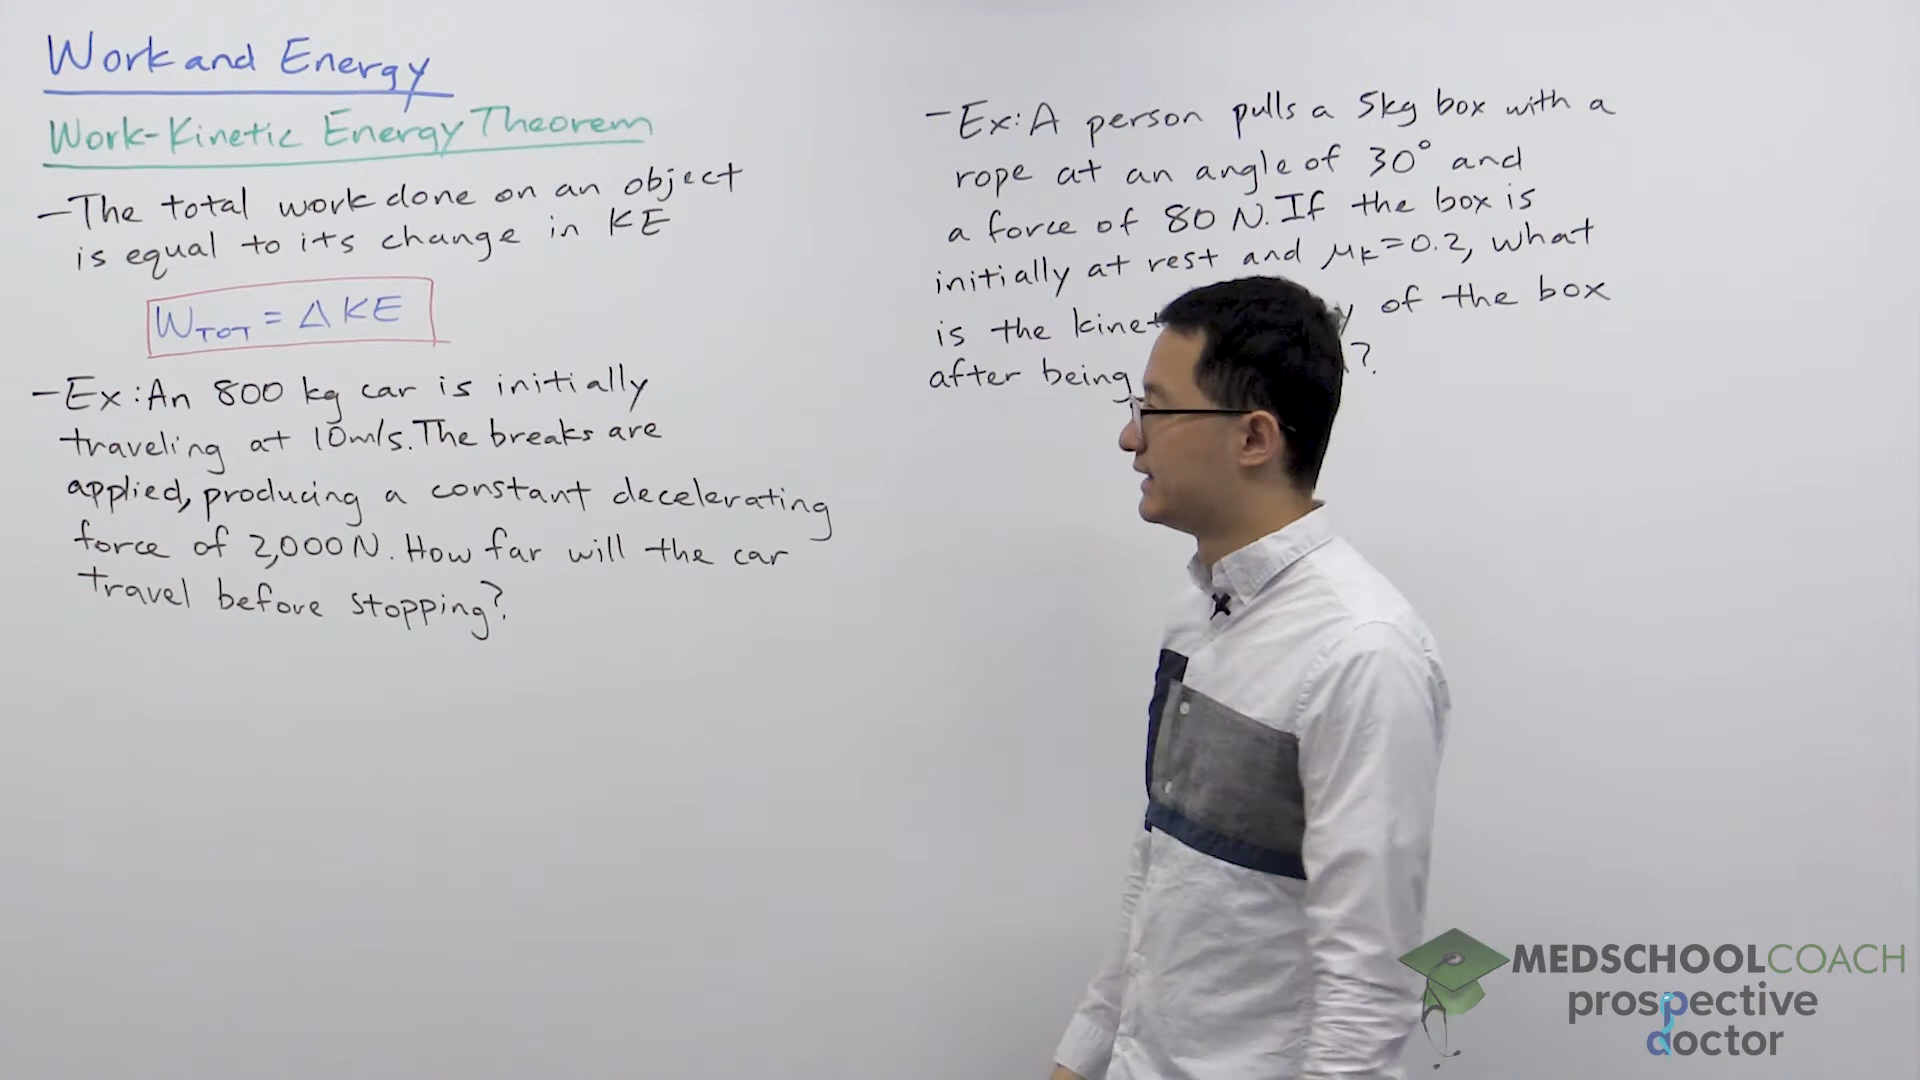 Work and Energy
Work-Kinetic Energy Theorem
- The total work done on an object
is equal to its change in KE
W_TOT = Δ KE
- Ex: An 800 kg car is initially
traveling at 10m/s. The breaks are
applied, producing a constant decelerating
force of 2,000N. How far will the car
travel before stopping?
- Ex: A person pulls a 5kg box with a
rope at an angle of 30° and
a force of 80 N. If the box is
initially at rest and μ_K=0.2, what
is the of the box
after being ?
MEDSCHOOLCOACH
prospective
doctor